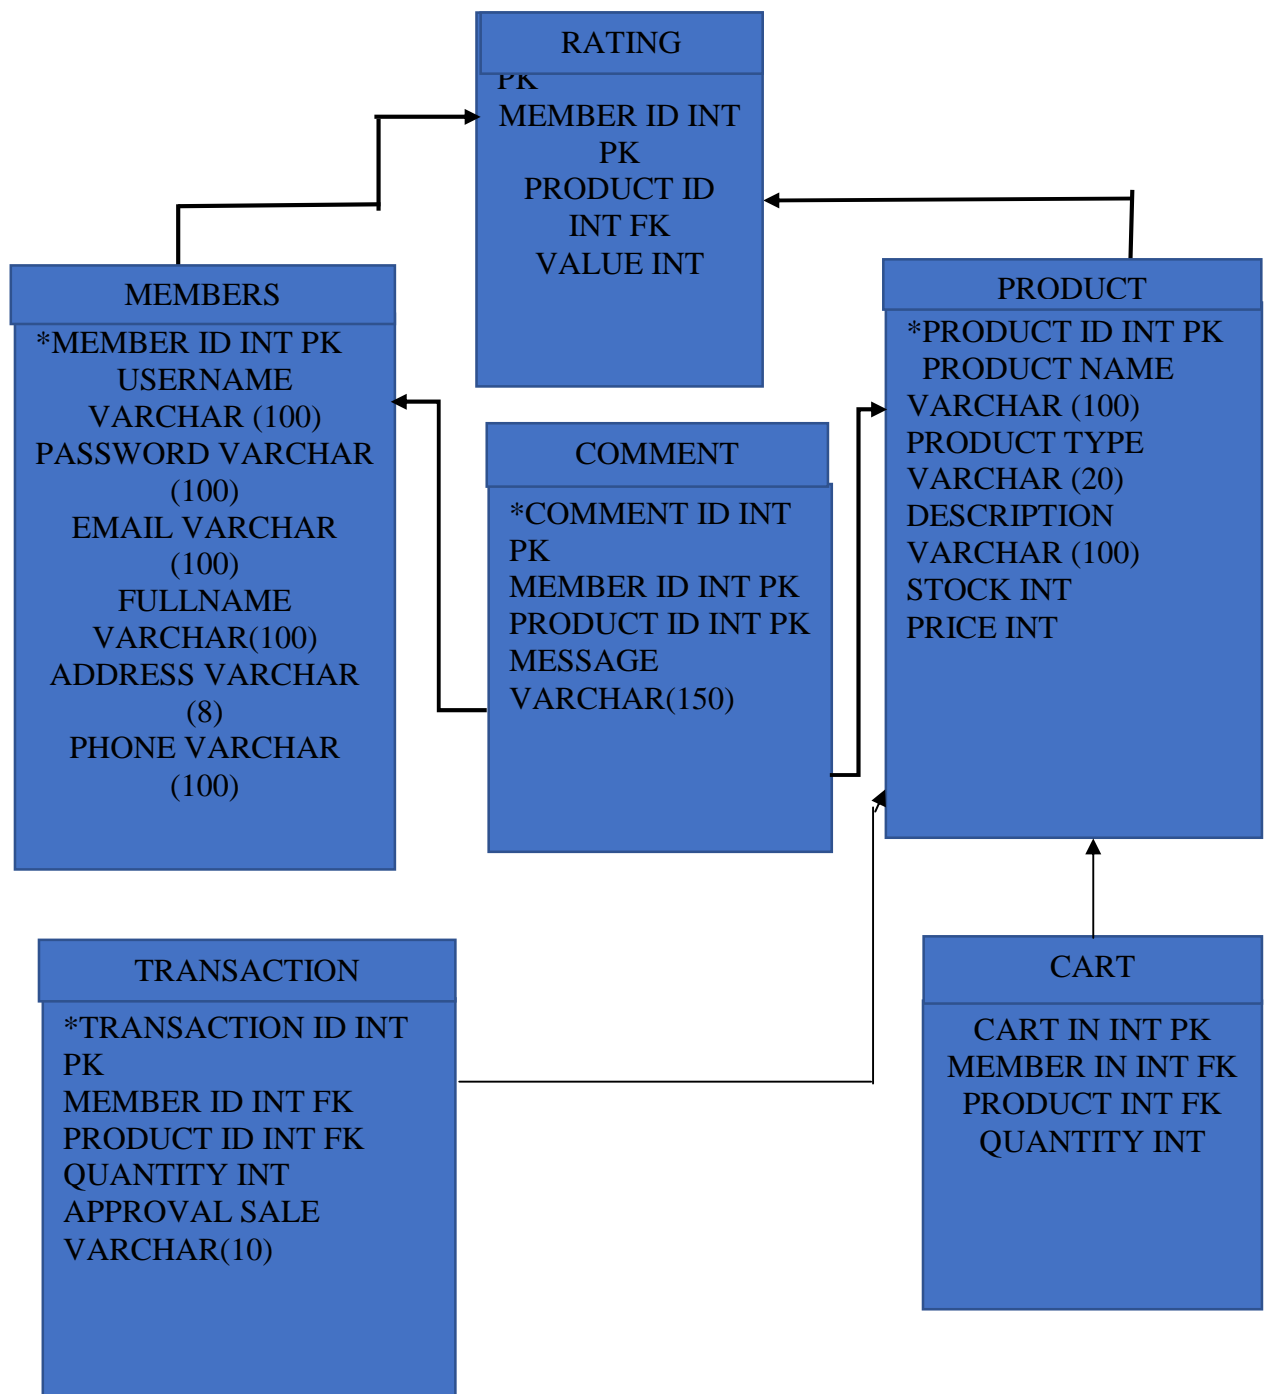 RATING
PK
MEMBER ID INT
PK
PRODUCT ID
INT FK
VALUE INT
MEMBERS
*MEMBER ID INT PK
USERNAME
VARCHAR (100)
PASSWORD VARCHAR
(100)
EMAIL VARCHAR
(100)
FULLNAME
VARCHAR(100)
ADDRESS VARCHAR
(8)
PHONE VARCHAR
(100)
COMMENT
*COMMENT ID INT
PK
MEMBER ID INT PK
PRODUCT ID INT PK
MESSAGE
VARCHAR(150)
PRODUCT
*PRODUCT ID INT PK
PRODUCT NAME
VARCHAR (100)
PRODUCT TYPE
VARCHAR (20)
DESCRIPTION
VARCHAR (100)
STOCK INT
PRICE INT
TRANSACTION
*TRANSACTION ID INT
PK
MEMBER ID INT FK
PRODUCT ID INT FK
QUANTITY INT
APPROVAL SALE
VARCHAR(10)
CART
CART IN INT PK
MEMBER IN INT FK
PRODUCT INT FK
QUANTITY INT